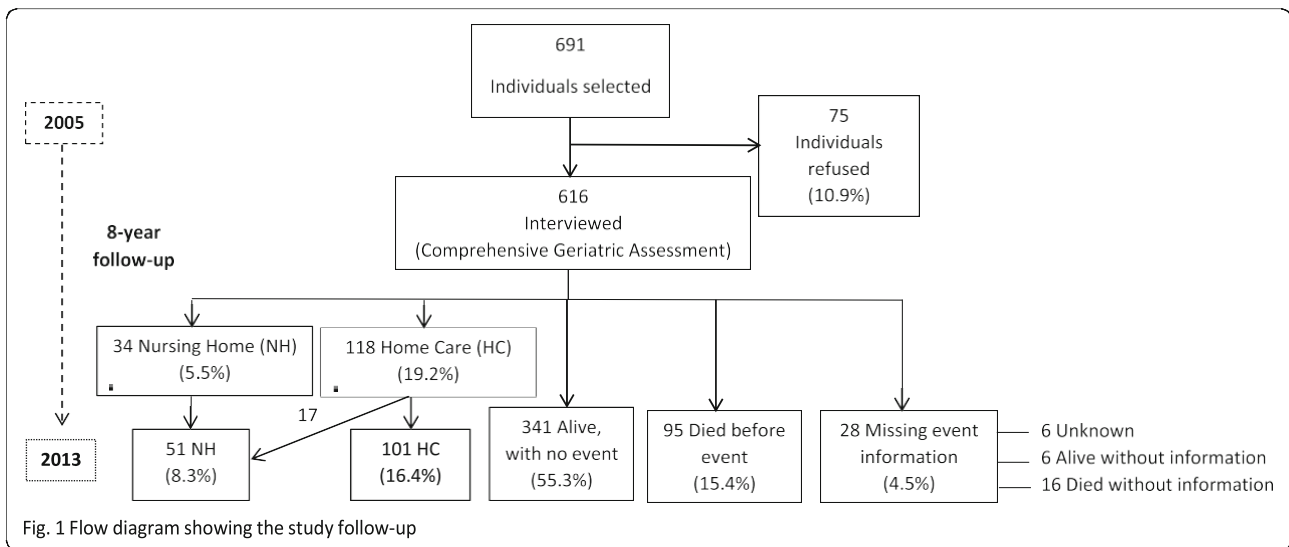 691
Individuals selected
2005
75
Individuals
refused
(10.9%)
616
Interviewed
(Comprehensive Geriatric Assessment)
8-year
follow-up
34 Nursing Home (NH)
(5.5%)
118 Home Care (HC)
(19.2%)
17
2013
51 NH
(8.3%)
101 HC
(16.4%)
341 Alive,
with no event
(55.3%)
95 Died before
event
(15.4%)
28 Missing event
information
(4.5%)
6 Unknown
6 Alive without information
16 Died without information
Fig. 1 Flow diagram showing the study follow-up